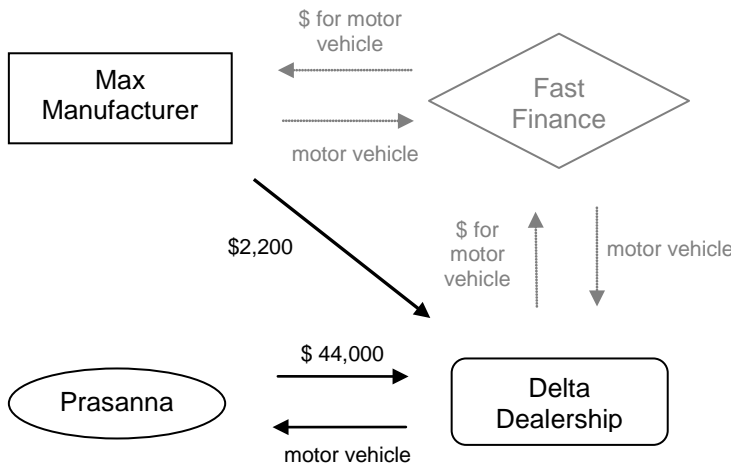 $ for motor
vehicle
Max
Manufacturer
Fast
Finance
motor vehicle
$2,200
$ for
motor
vehicle
motor vehicle
$ 44,000
Prasanna
Delta
Dealership
motor vehicle